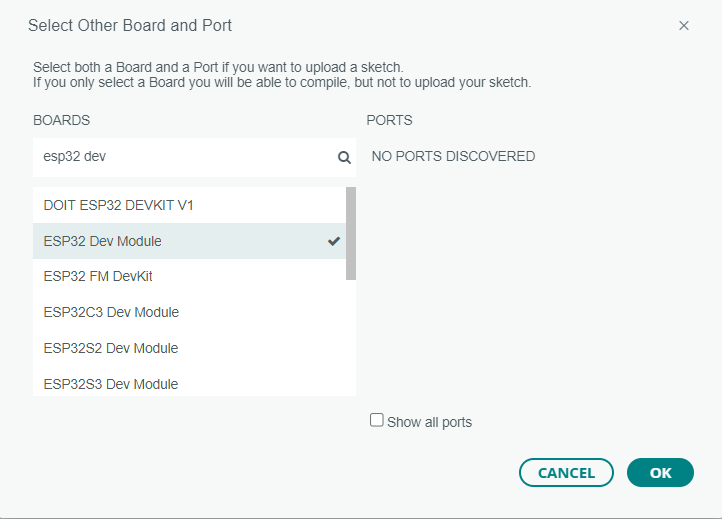 Select Other Board and Port
Select both a Board and a Port if you want to upload a sketch.
If you only select a Board you will be able to compile, but not to upload your sketch.
BOARDS
PORTS
esp32 dev
NO PORTS DISCOVERED
DOIT ESP32 DEVKIT V1
ESP32 Dev Module
ESP32 FM DevKit
ESP32C3 Dev Module
ESP32S2 Dev Module
ESP32S3 Dev Module
Show all ports
CANCEL
OK